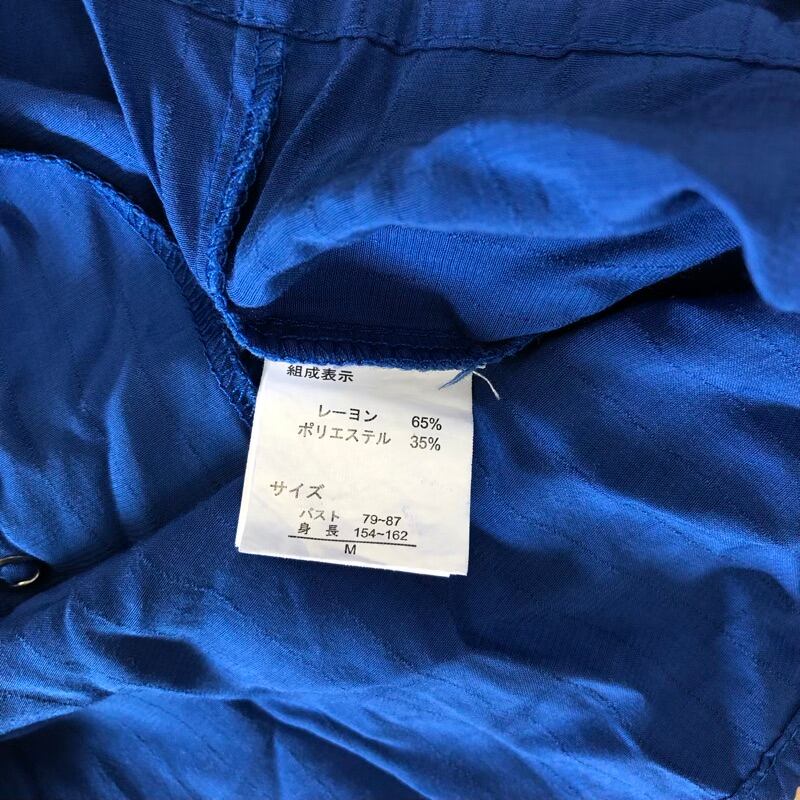 組成表示
レーヨン 65%
ポリエステル 35%
サイズ
バスト 79~87
身長 154~162
M